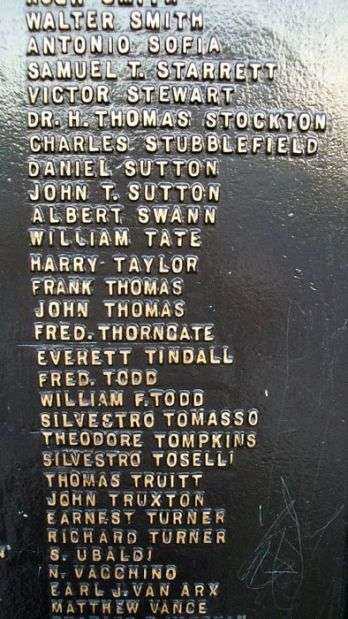 WALTER SMITH
ANTONIO SOFIA
SAMUEL T. STARRETT
VICTOR STEWART
DR. H. THOMAS STOCKTON
CHARLES STUBBLEFIELD
DANIEL SUTTON
JOHN T. SUTTON
ALBERT SWANN
WILLIAM TATE
HARRY TAYLOR
FRANK THOMAS
JOHN THOMAS
FRED. THORNGATE
EVERETT TINDALL
FRED. TODD
WILLIAM F. TODD
SILVESTRO TOMASSO
THEODORE TOMPKINS
SILVESTRO TOSELLI
THOMAS TRUITT
JOHN TRUXTON
EARNEST TURNER
RICHARD TURNER
S. UBALDI
N. VACCHINO
EARL J. VAN ARX
MATTHEW VANCE